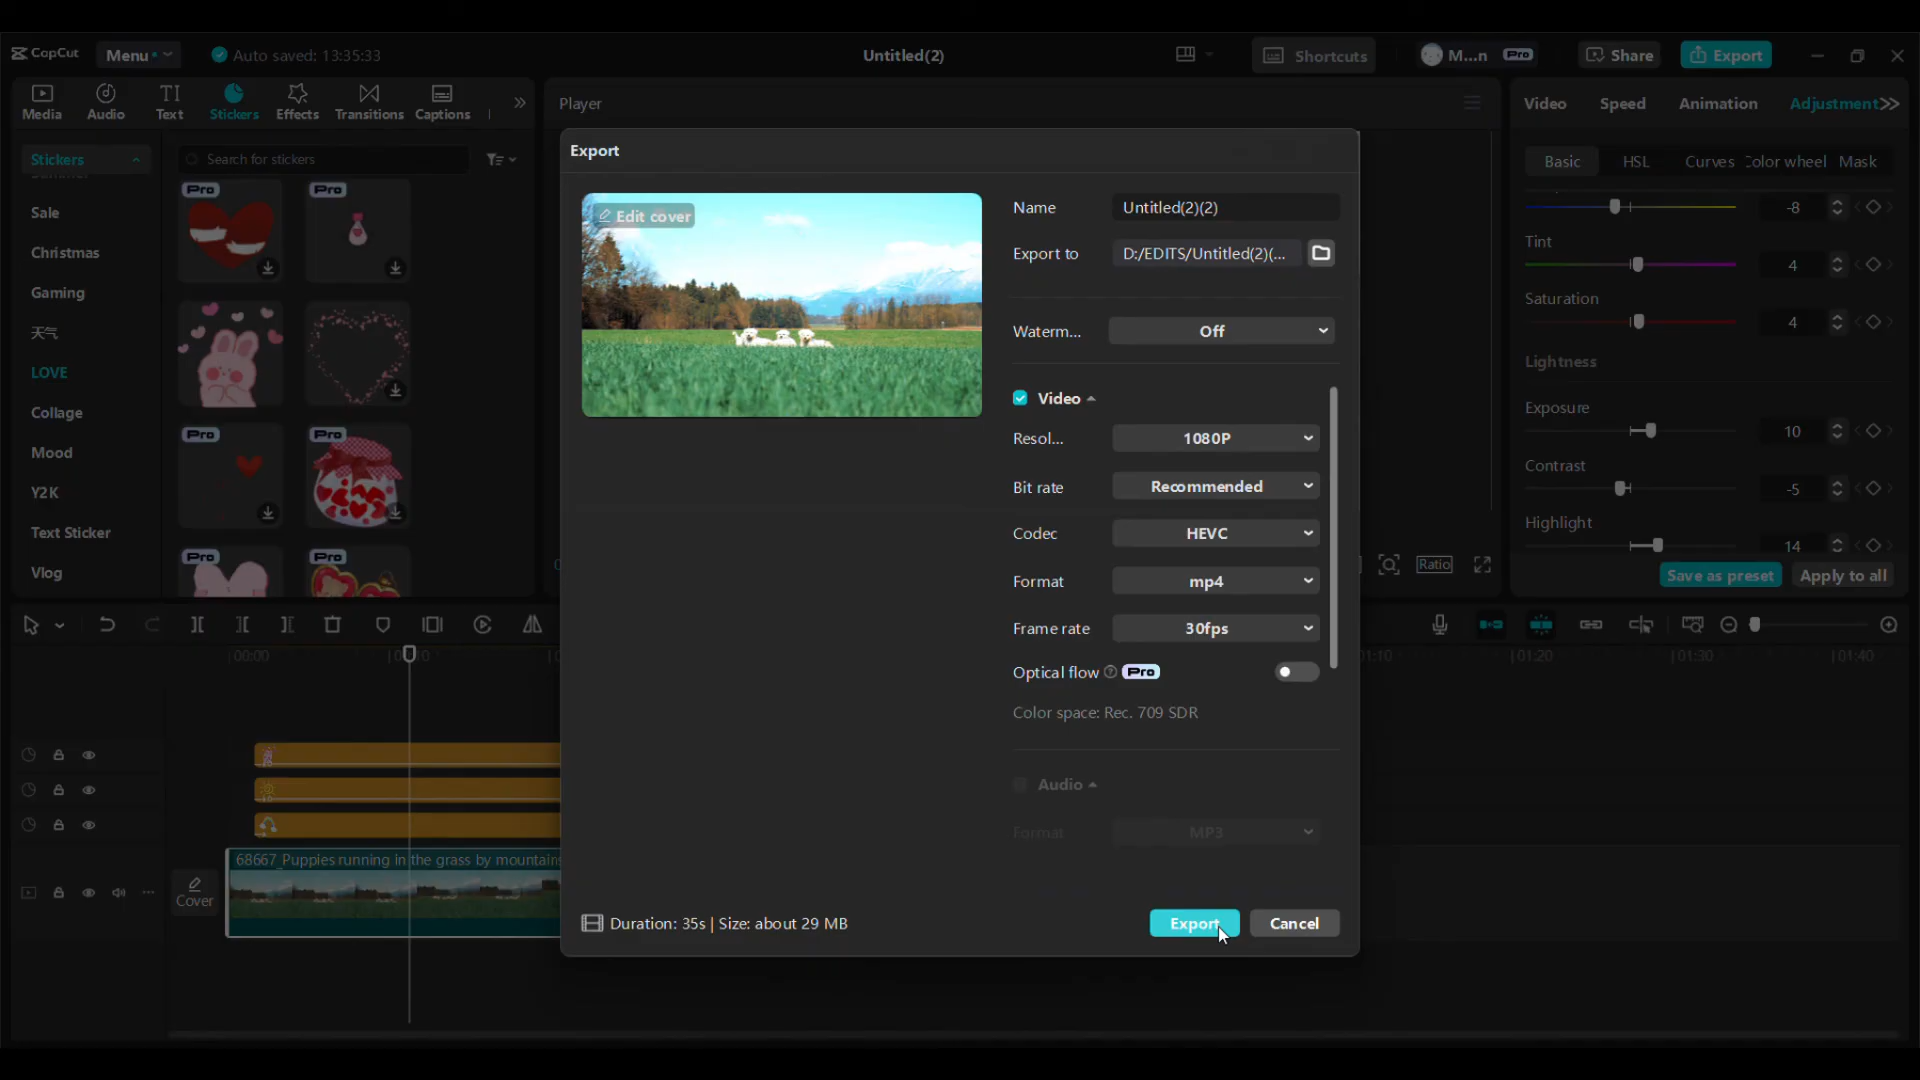 CapCut
Menu
Auto saved: 13:35:33
Untitled(2)
Shortcuts
M...n
Pro
Share
Export
Media
Audio
Text
Stickers
Effects
Transitions
Captions
Player
Video
Speed
Animation
Adjustment
Stickers
Search for stickers
Sale
Christmas
Gaming
天气
LOVE
Collage
Mood
Y2K
Text Sticker
Vlog
Pro
Pro
Pro
Pro
Pro
Pro
Export
Edit cover
Name
Untitled(2)(2)
Export to
D:/EDITS/Untitled(2)(...
Waterm...
Off
Video
Resol...
1080P
Bit rate
Recommended
Codec
HEVC
Format
mp4
Frame rate
30fps
Optical flow
Pro
Color space: Rec. 709 SDR
Audio
Format
MP3
Duration: 35s | Size: about 29 MB
Export
Cancel
Basic
HSL
Curves
Color wheel
Mask
-8
Tint
4
Saturation
4
Lightness
Exposure
10
Contrast
-5
Highlight
14
Ratio
Save as preset
Apply to all
00:00
01:10
01:20
01:30
01:40
68667_Puppies running in the grass by mountains
Cover